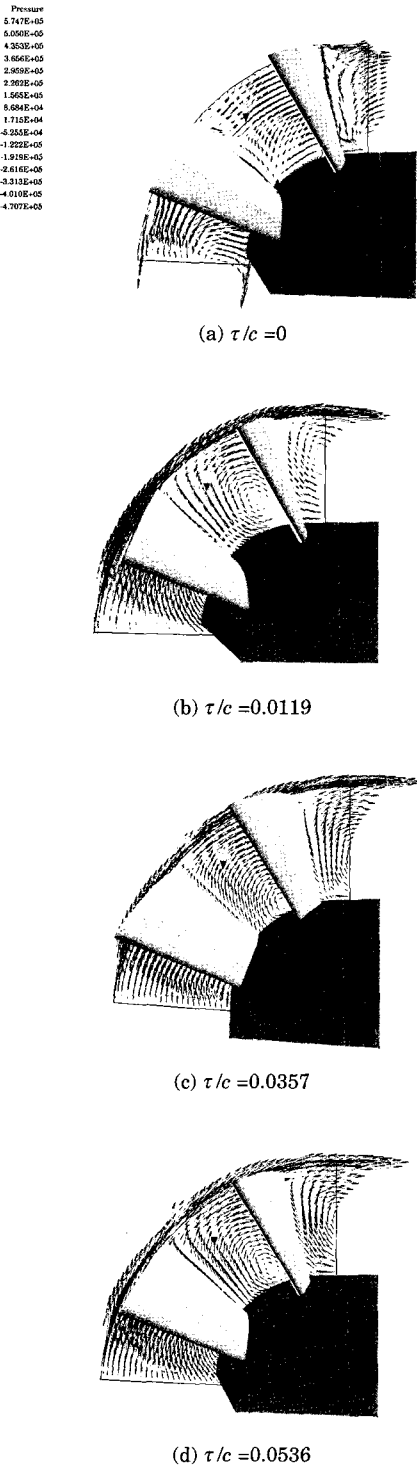 Pressure
5.747E+05
5.050E+05
4.353E+05
3.656E+05
2.959E+05
2.262E+05
1.565E+05
8.684E+04
1.715E+04
-5.255E+04
-1.222E+05
-1.919E+05
-2.616E+05
-3.313E+05
-4.010E+05
-4.707E+05
(a) τ/c =0
(b) τ/c =0.0119
(c) τ/c =0.0357
(d) τ/c =0.0536